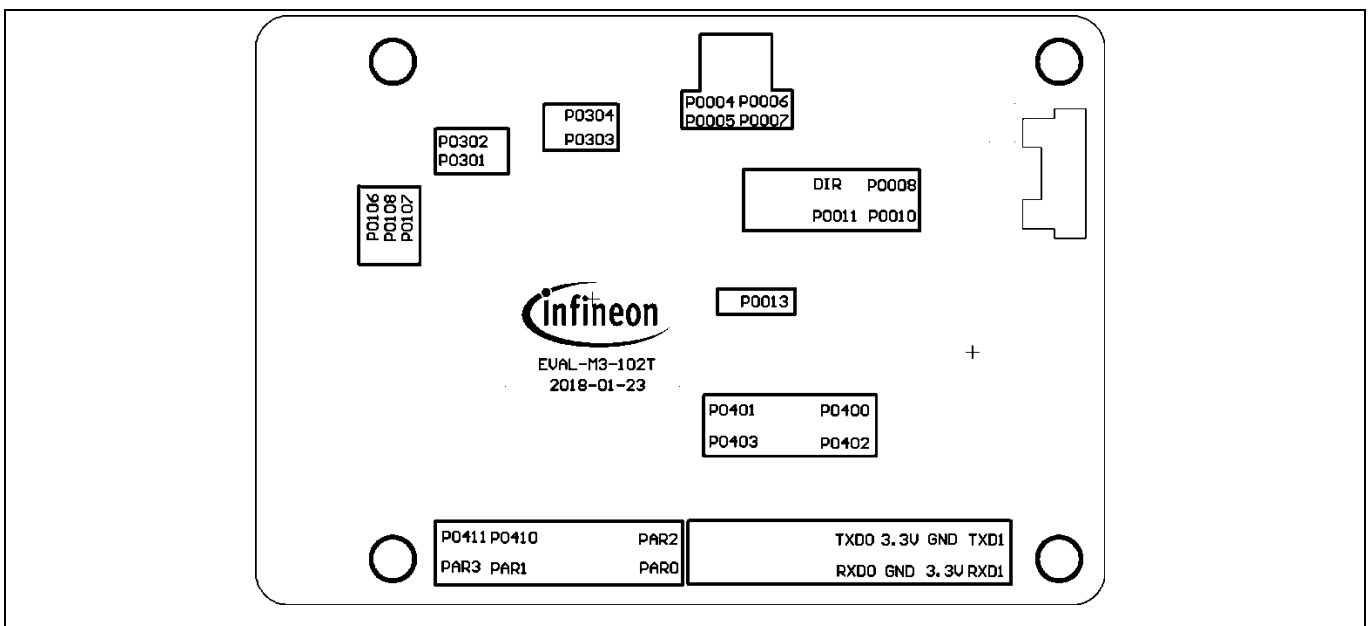 P0304
P0303
P0004 P0006
P0005 P0007
P0302
P0301
DIR P0008
P0011 P0010
P0106
P0108
P0107
infineon
P0013
EVAL-M3-102T
2018-01-23
P0401 P0400
P0403 P0402
P0411 P0410 PAR2
PAR3 PAR1 PAR0
TXD0 3.3V GND TXD1
RXD0 GND 3.3V RXD1